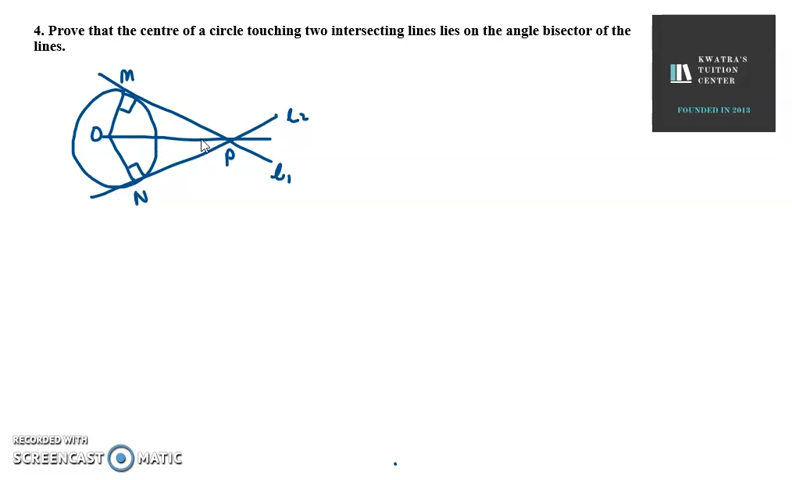 4. Prove that the centre of a circle touching two intersecting lines lies on the angle bisector of the
lines.
KWATRA'S
TUITION
CENTER
FOUNDED IN 2013
M
O
P
N
L2
l1
RECORDED WITH
SCREENCAST MATIC